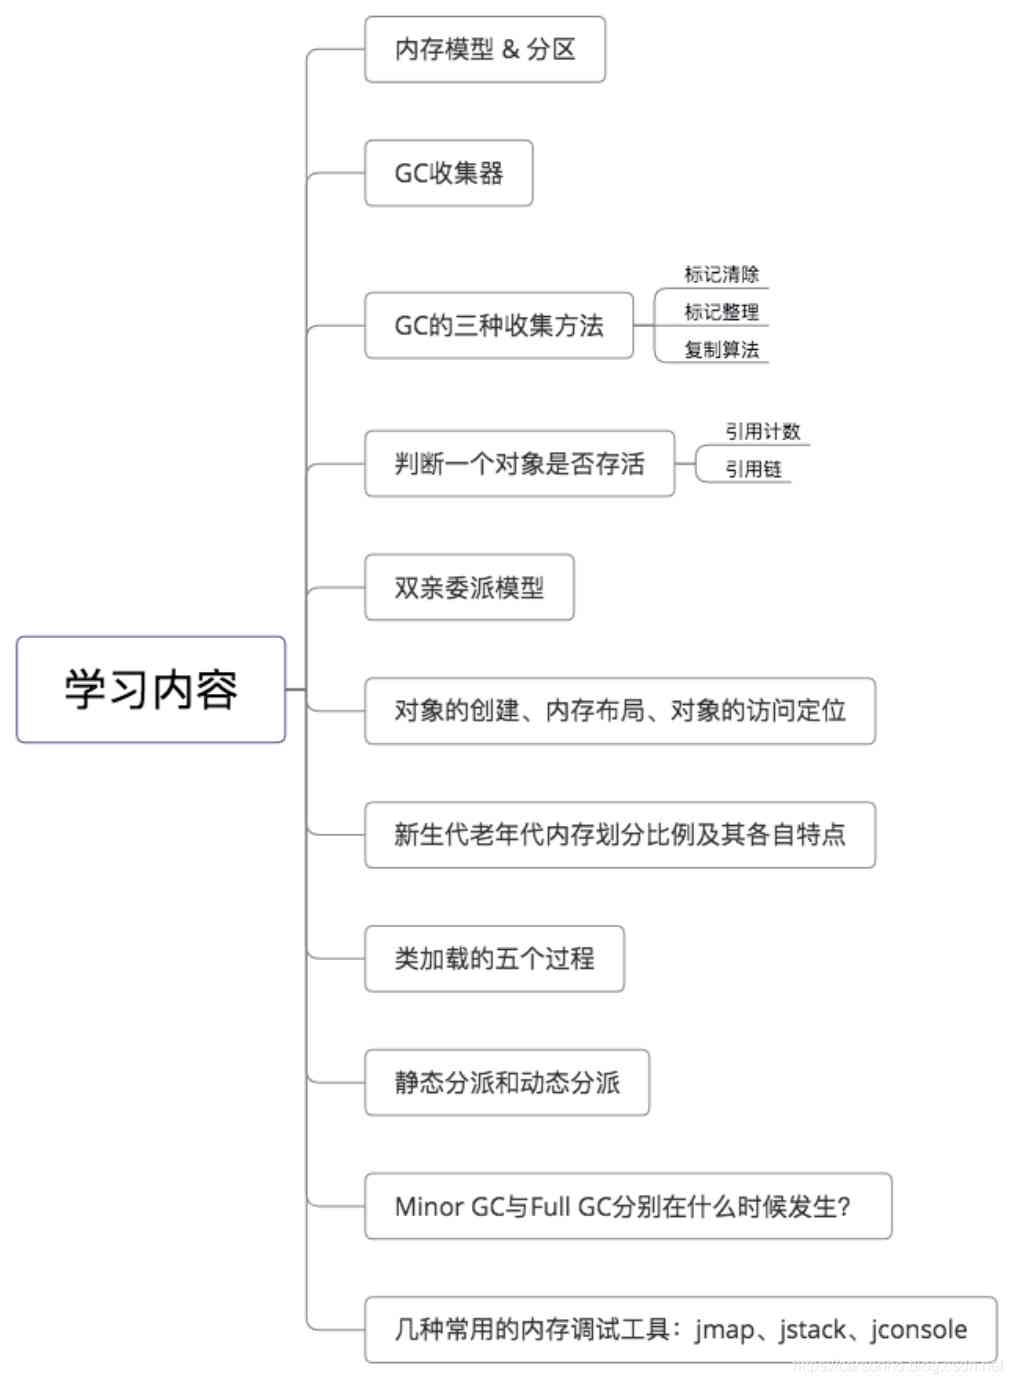 内存模型 & 分区
GC收集器
GC的三种收集方法
标记清除
标记整理
复制算法
判断一个对象是否存活
引用计数
引用链
双亲委派模型
学习内容
对象的创建、内存布局、对象的访问定位
新生代老年代内存划分比例及其各自特点
类加载的五个过程
静态分派和动态分派
Minor GC与Full GC分别在什么时候发生？
几种常用的内存调试工具：jmap、jstack、jconsole